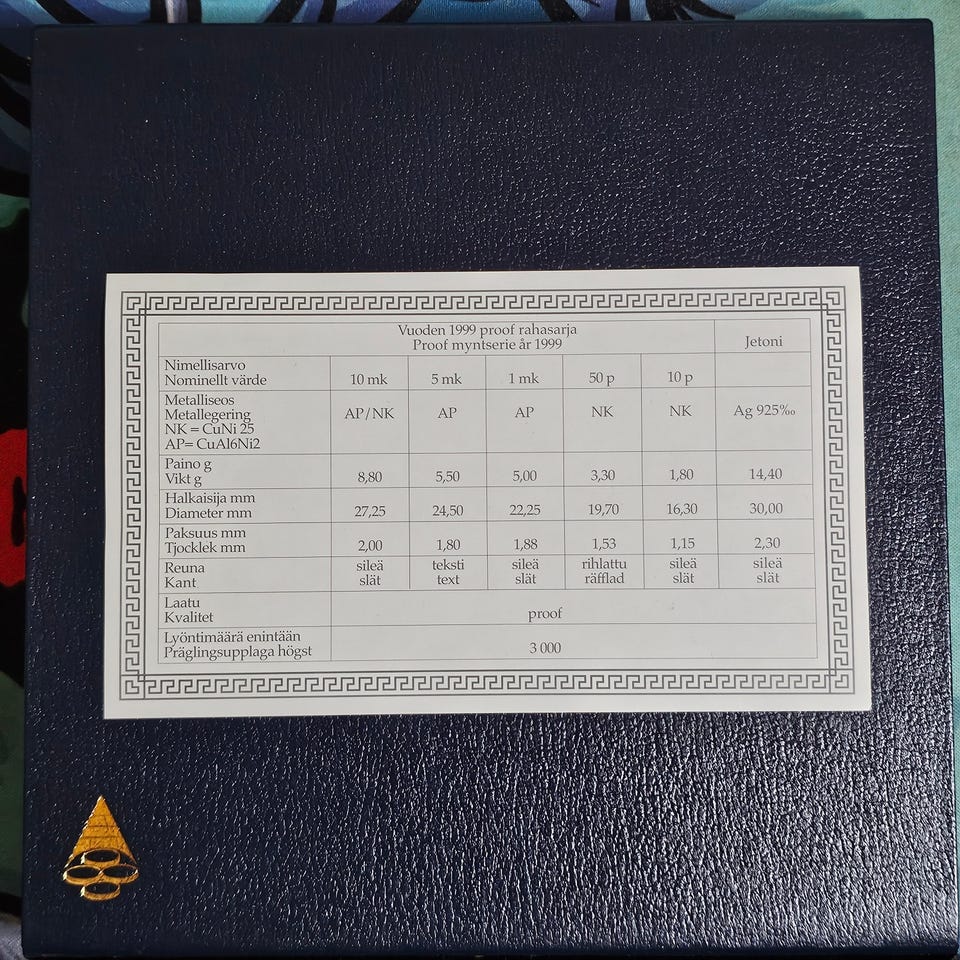 Vuoden 1999 proof rahasarja
Proof myntserie år 1999
Jetoni
Nimellisarvo
Nominellt värde 10 mk 5 mk 1 mk 50 p 10 p
Metalliseos
Metallegering AP/NK AP AP NK NK Ag 925‰
NK = CuNi 25
AP= CuAl6Ni2
Paino g
Vikt g 8,80 5,50 5,00 3,30 1,80 14,40
Halkaisija mm
Diameter mm 27,25 24,50 22,25 19,70 16,30 30,00
Paksuus mm
Tjocklek mm 2,00 1,80 1,88 1,53 1,15 2,30
Reuna sileä teksti sileä rihlattu sileä sileä
Kant slät text slät räfflad slät slät
Laatu
Kvalitet proof
Lyöntimäärä enintään
Präglingsupplaga högst 3 000